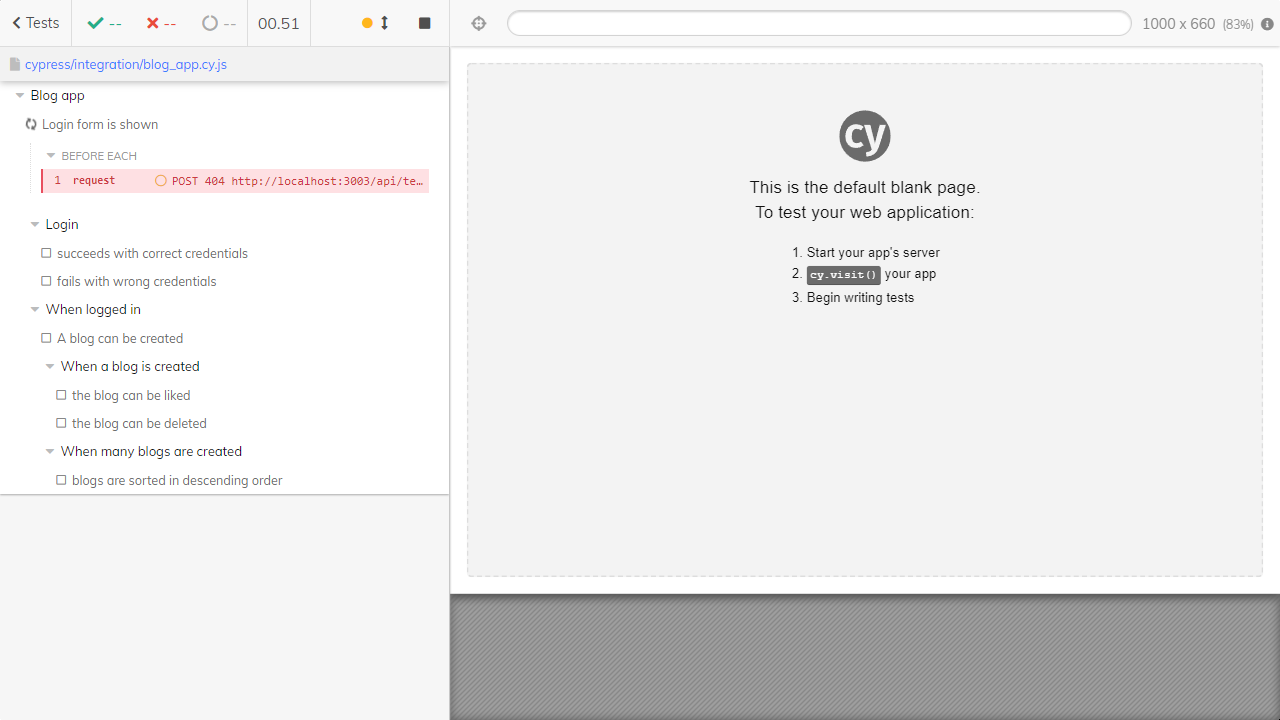 Tests -- -- -- 00.51
cypress/integration/blog_app.cy.js
Blog app
Login form is shown
BEFORE EACH
1 request POST 404 http://localhost:3003/api/te…
Login
succeeds with correct credentials
fails with wrong credentials
When logged in
A blog can be created
When a blog is created
the blog can be liked
the blog can be deleted
When many blogs are created
blogs are sorted in descending order
1000 x 660 (83%)
cy
This is the default blank page.
To test your web application:
1. Start your app's server
2. cy.visit() your app
3. Begin writing tests